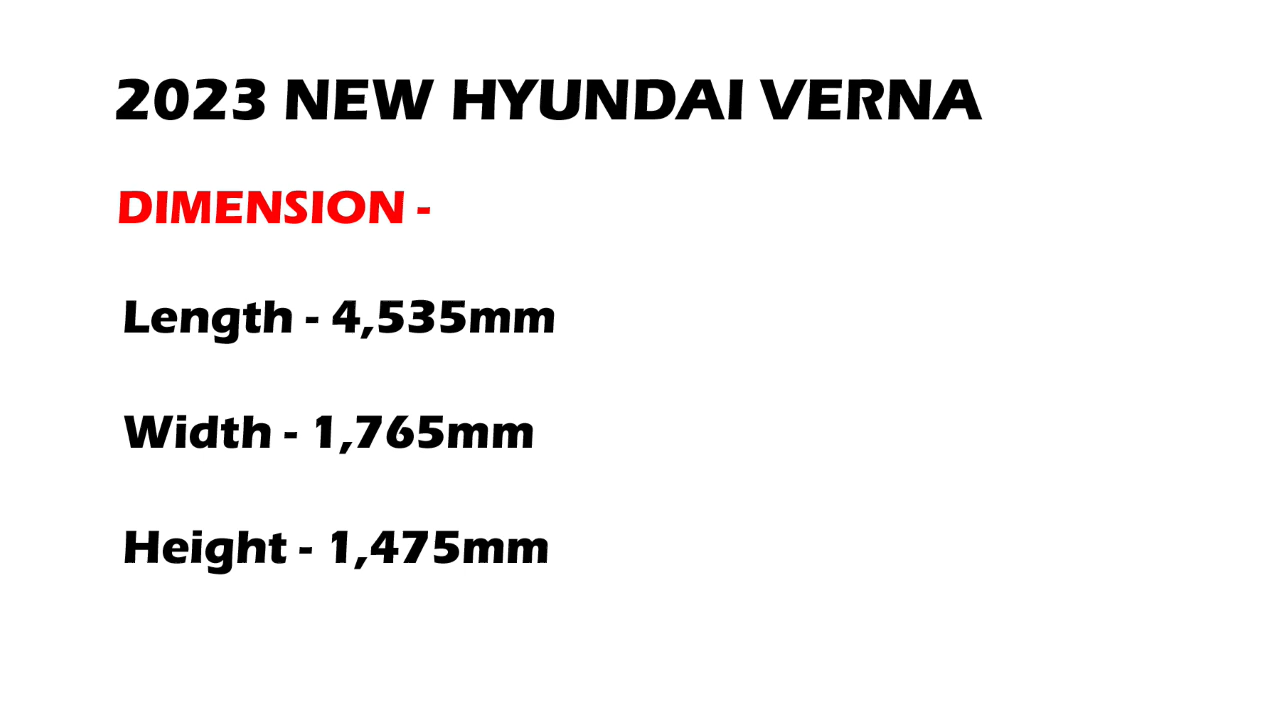 2023 NEW HYUNDAI VERNA
DIMENSION -
Length - 4,535mm
Width - 1,765mm
Height - 1,475mm